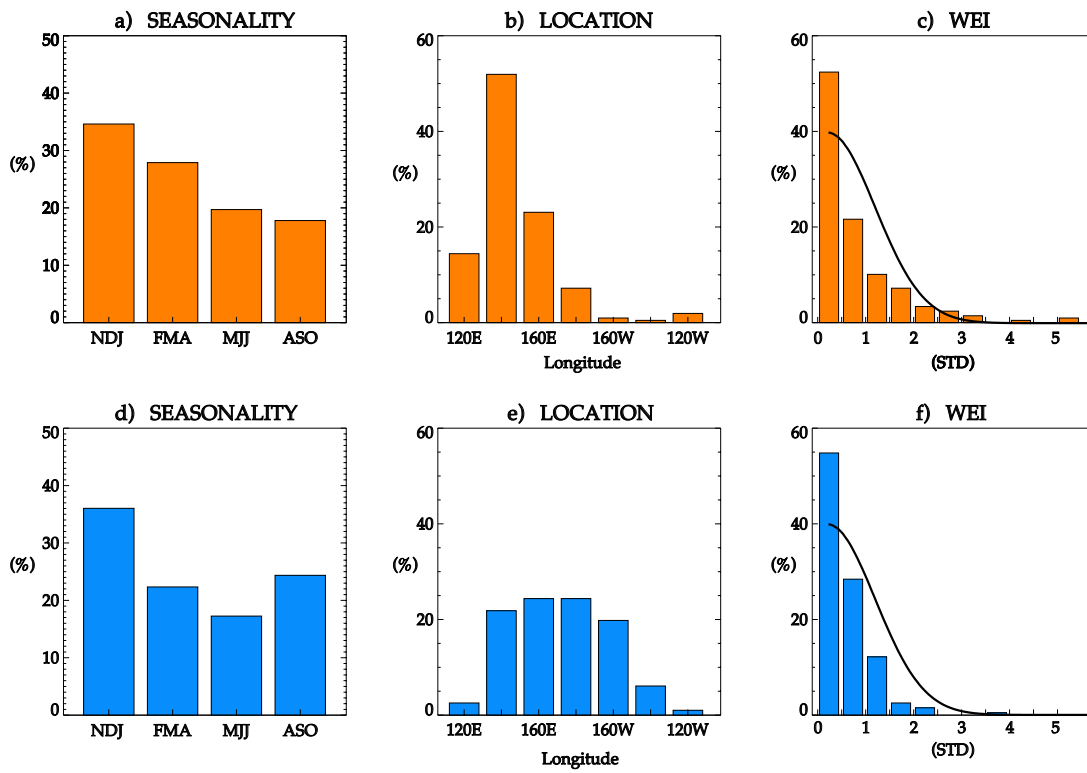 a) SEASONALITY
50
40
30
20
10
0
(%)
NDJ FMA MJJ ASO
b) LOCATION
60
40
20
0
(%)
120E 160E 160W 120W
Longitude
c) WEI
60
40
20
0
(%)
0 1 2 3 4 5
(STD)
d) SEASONALITY
50
40
30
20
10
0
(%)
NDJ FMA MJJ ASO
e) LOCATION
60
40
20
0
(%)
120E 160E 160W 120W
Longitude
f) WEI
60
40
20
0
(%)
0 1 2 3 4 5
(STD)